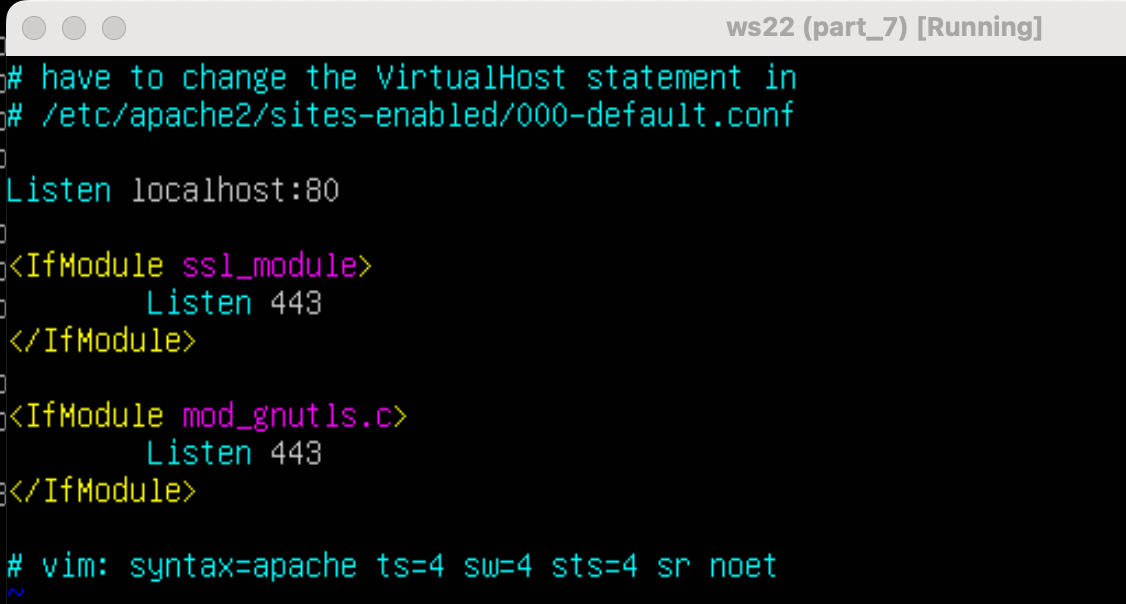 ws22 (part_7) [Running]
# have to change the VirtualHost statement in
# /etc/apache2/sites-enabled/000-default.conf
Listen localhost:80
<IfModule ssl_module>
Listen 443
</IfModule>
<IfModule mod_gnutls.c>
Listen 443
</IfModule>
# vim: syntax=apache ts=4 sw=4 sts=4 sr noet
~